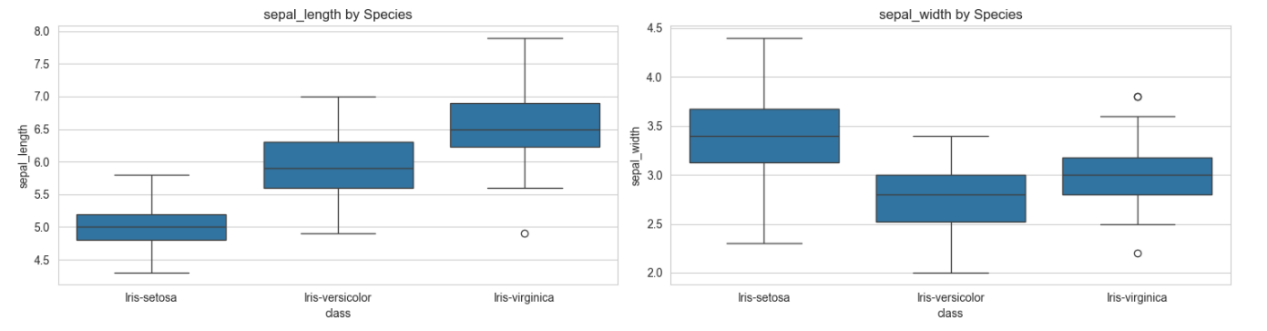 sepal_length by Species
sepal_length
8.0
7.5
7.0
6.5
6.0
5.5
5.0
4.5
Iris-setosa Iris-versicolor Iris-virginica
class
sepal_width by Species
sepal_width
4.5
4.0
3.5
3.0
2.5
2.0
Iris-setosa Iris-versicolor Iris-virginica
class